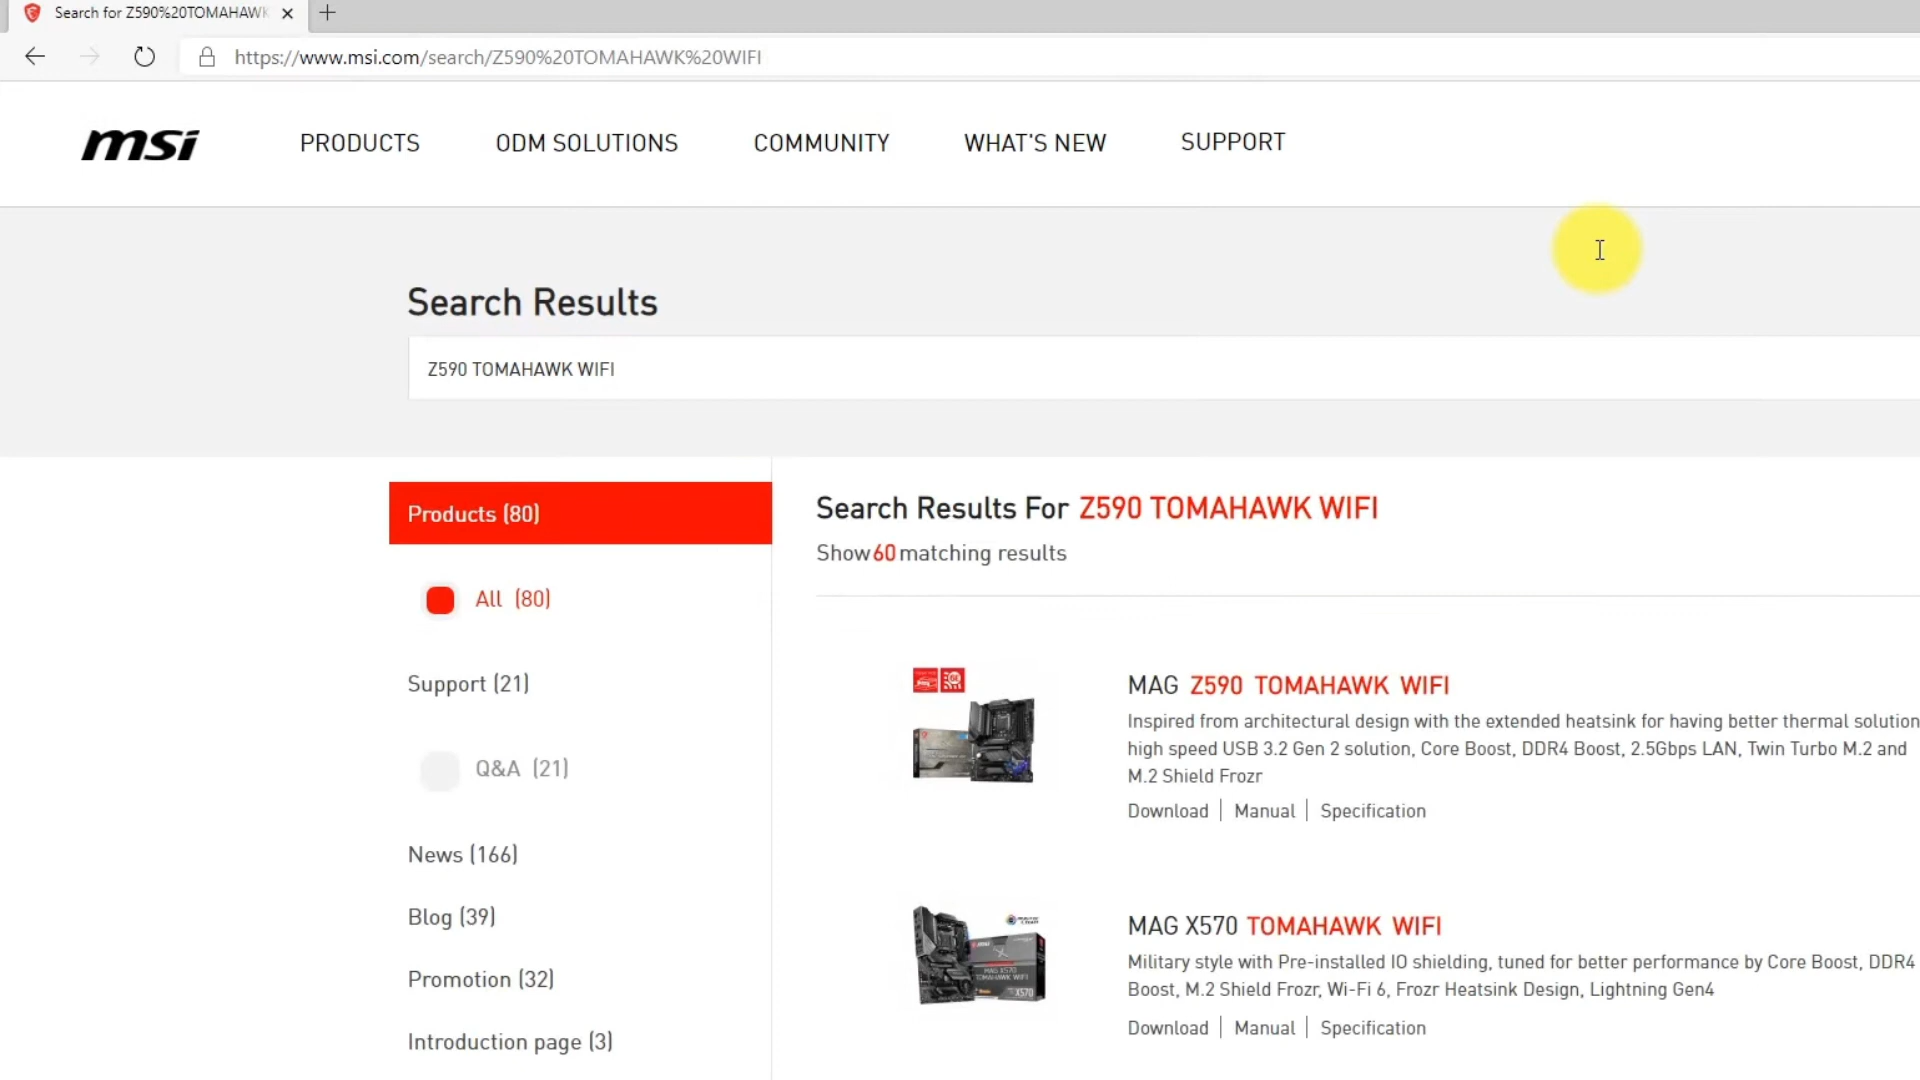 Search for Z590%20TOMAHAWK
https://www.msi.com/search/Z590%20TOMAHAWK%20WIFI
msi
PRODUCTS
ODM SOLUTIONS
COMMUNITY
WHAT'S NEW
SUPPORT
Search Results
Z590 TOMAHAWK WIFI
Products (80)
All (80)
Support (21)
Q&A (21)
News (166)
Blog (39)
Promotion (32)
Introduction page (3)
Search Results For Z590 TOMAHAWK WIFI
Show 60 matching results
MAG Z590 TOMAHAWK WIFI
Inspired from architectural design with the extended heatsink for having better thermal solution
high speed USB 3.2 Gen 2 solution, Core Boost, DDR4 Boost, 2.5Gbps LAN, Twin Turbo M.2 and
M.2 Shield Frozr
Download | Manual | Specification
MAG X570 TOMAHAWK WIFI
Military style with Pre-installed IO shielding, tuned for better performance by Core Boost, DDR4
Boost, M.2 Shield Frozr, Wi-Fi 6, Frozr Heatsink Design, Lightning Gen4
Download | Manual | Specification